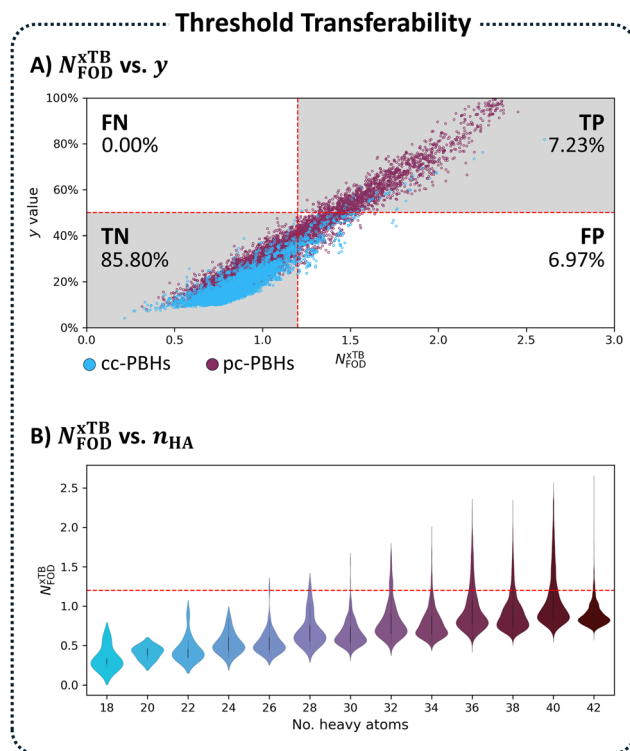 Threshold Transferability
A) N_FOD^xTB vs. y
100%
80%
60%
40%
20%
0%
y value
FN
0.00%
TP
7.23%
TN
85.80%
FP
6.97%
0.0 0.5 1.0 1.5 2.0 2.5 3.0
cc-PBHs pc-PBHs N_FOD^xTB
B) N_FOD^xTB vs. n_HA
2.5
2.0
1.5
1.0
0.5
0.0
N_FOD^xTB
18 20 22 24 26 28 30 32 34 36 38 40 42
No. heavy atoms